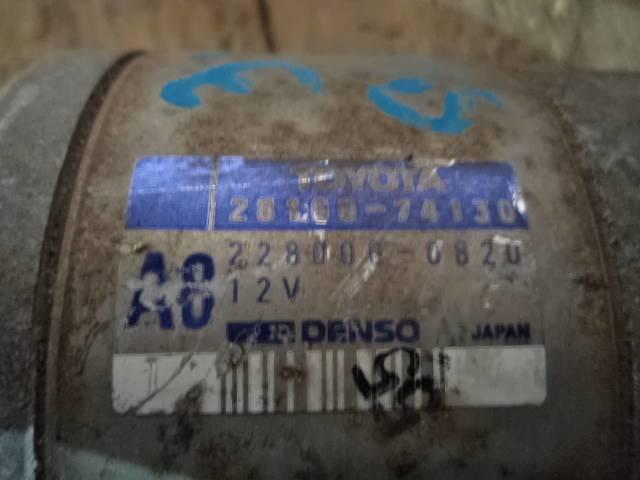 TOYOTA
28100-74130
A8
228000-0820
12V
DENSO
JAPAN